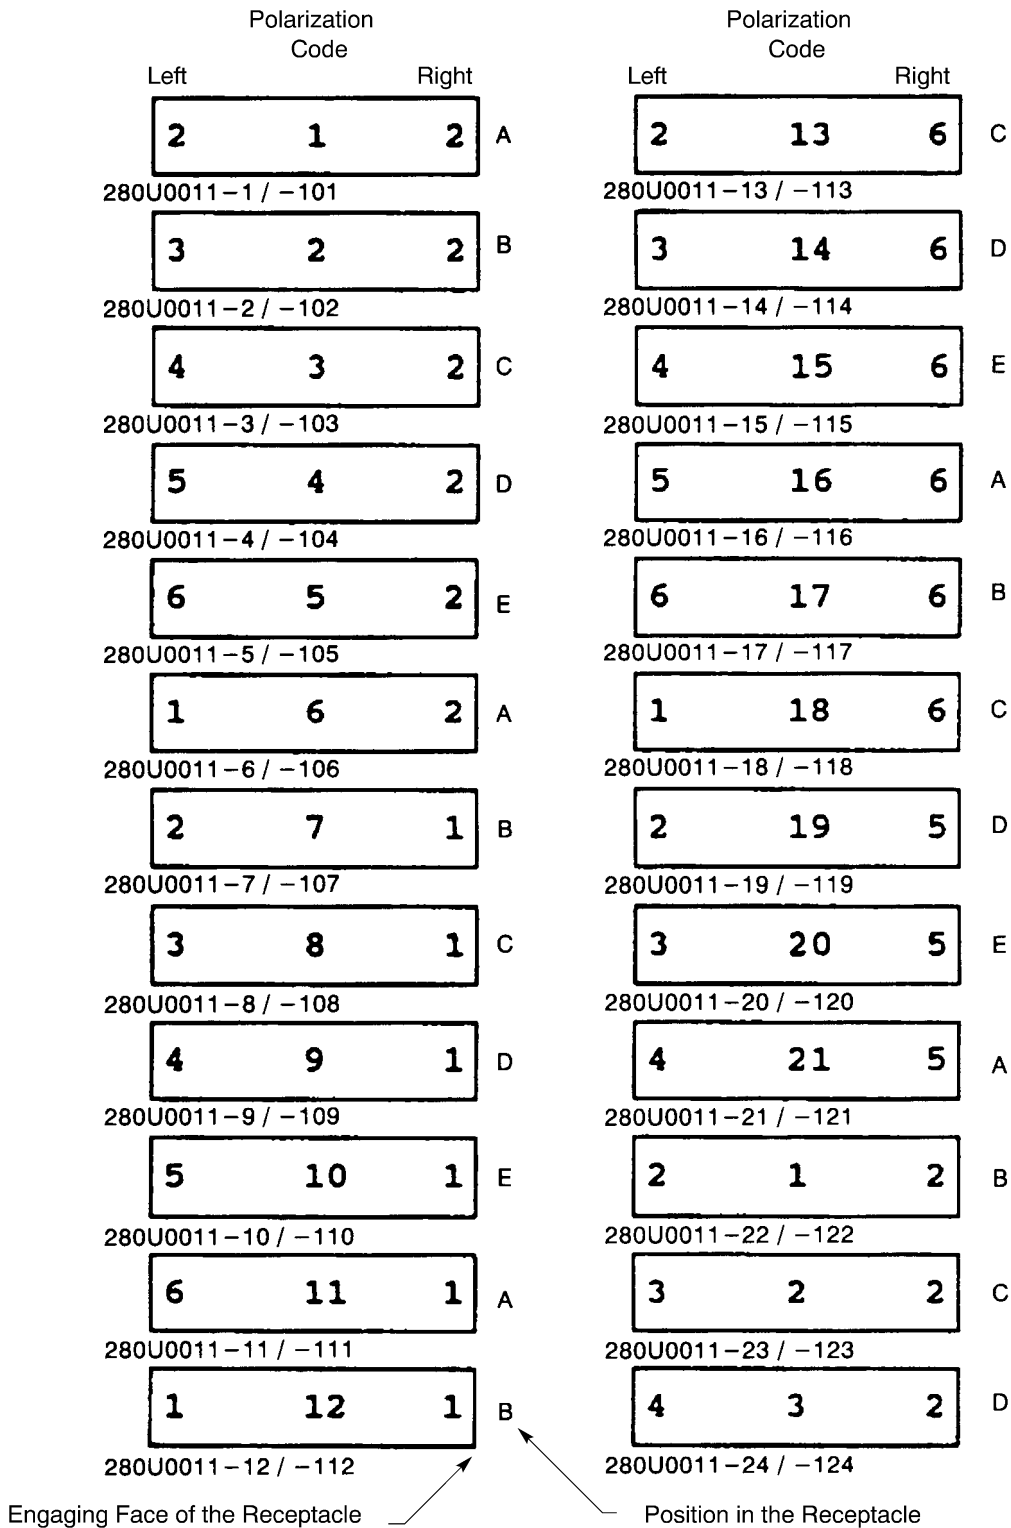 Polarization
Code
Left Right
2 1 2 A
280U0011-1 / -101
3 2 2 B
280U0011-2 / -102
4 3 2 C
280U0011-3 / -103
5 4 2 D
280U0011-4 / -104
6 5 2 E
280U0011-5 / -105
1 6 2 A
280U0011-6 / -106
2 7 1 B
280U0011-7 / -107
3 8 1 C
280U0011-8 / -108
4 9 1 D
280U0011-9 / -109
5 10 1 E
280U0011-10 / -110
6 11 1 A
280U0011-11 / -111
1 12 1 B
280U0011-12 / -112
Engaging Face of the Receptacle
Polarization
Code
Left Right
2 13 6 C
280U0011-13 / -113
3 14 6 D
280U0011-14 / -114
4 15 6 E
280U0011-15 / -115
5 16 6 A
280U0011-16 / -116
6 17 6 B
280U0011-17 / -117
1 18 6 C
280U0011-18 / -118
2 19 5 D
280U0011-19 / -119
3 20 5 E
280U0011-20 / -120
4 21 5 A
280U0011-21 / -121
2 1 2 B
280U0011-22 / -122
3 2 2 C
280U0011-23 / -123
4 3 2 D
280U0011-24 / -124
Position in the Receptacle